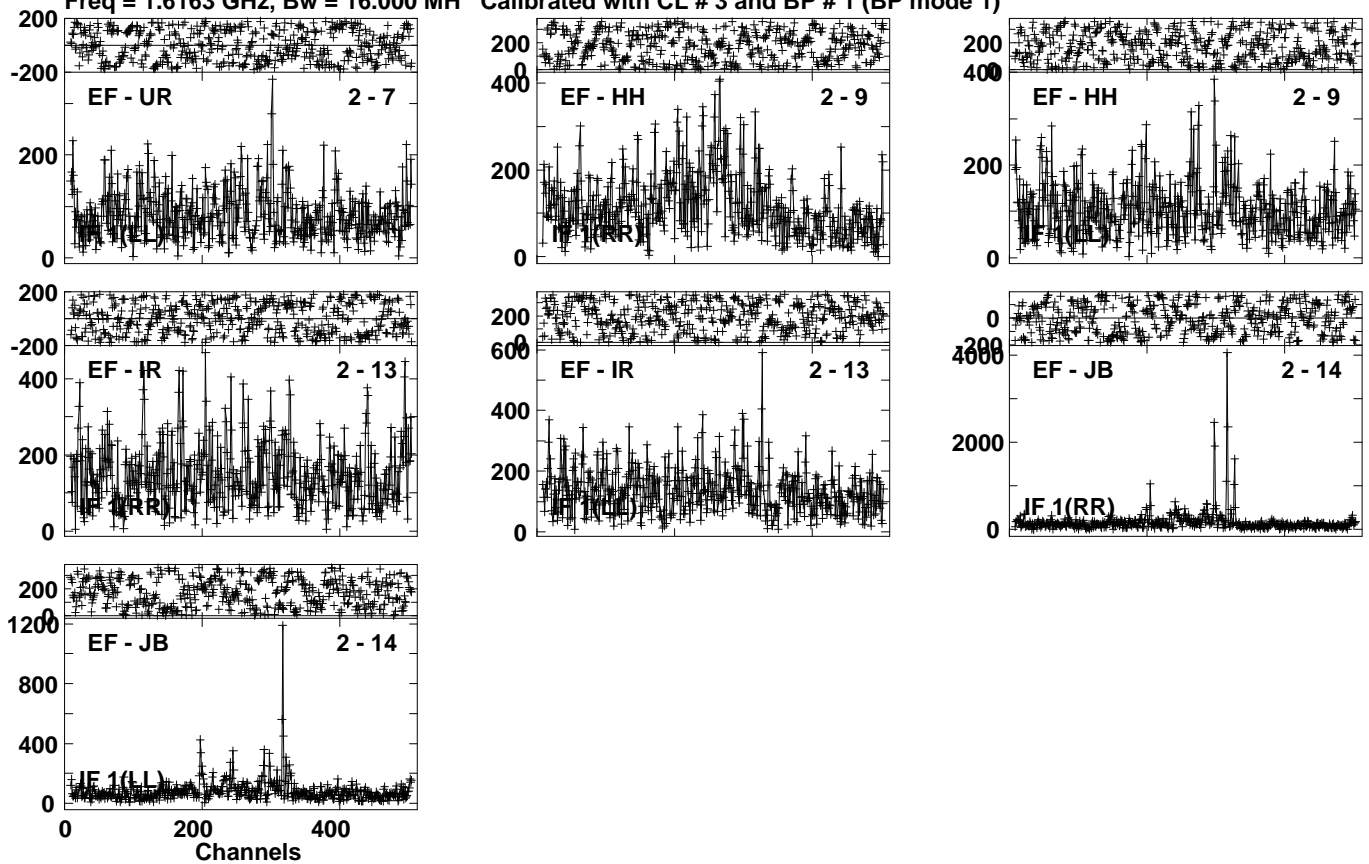 Freq = 1.6163 GHz, Bw = 16.000 MH Calibrated with CL # 3 and BP # 1 (BP mode 1)
200
-200
200
0
EF - UR 2 - 7
IF 1(LL)
200
0
400
200
0
EF - HH 2 - 9
IF 1(RR)
200
0
400
200
0
EF - HH 2 - 9
IF 1(LL)
200
-200
400
200
0
EF - IR 2 - 13
IF 1(RR)
200
0
600
400
200
0
EF - IR 2 - 13
IF 1(LL)
0
-200
4000
2000
0
EF - JB 2 - 14
IF 1(RR)
200
0
1200
800
400
0
EF - JB 2 - 14
IF 1(LL)
0 200 400
Channels